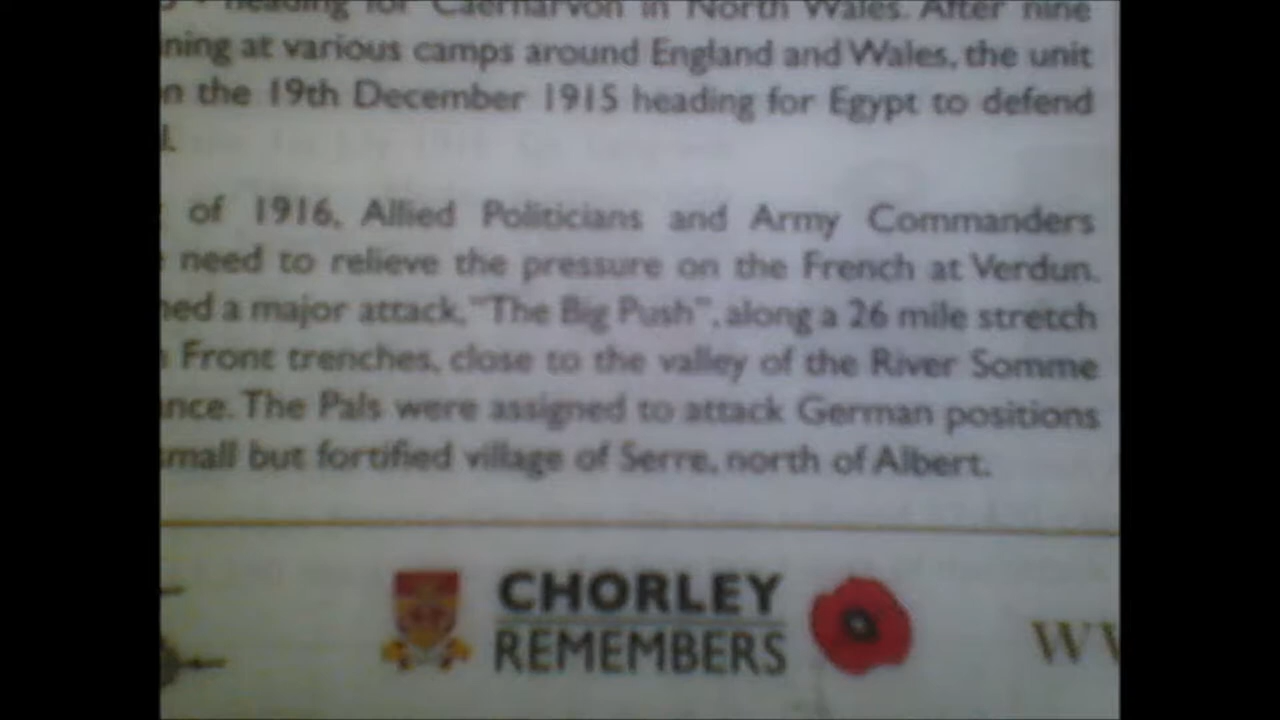 heading for Caernarvon in North Wales. After nine
ning at various camps around England and Wales, the unit
n the 19th December 1915 heading for Egypt to defend
l.
of 1916, Allied Politicians and Army Commanders
need to relieve the pressure on the French at Verdun.
ned a major attack, "The Big Push", along a 26 mile stretch
Front trenches, close to the valley of the River Somme
nce. The Pals were assigned to attack German positions
small but fortified village of Serre, north of Albert.
CHORLEY
REMEMBERS